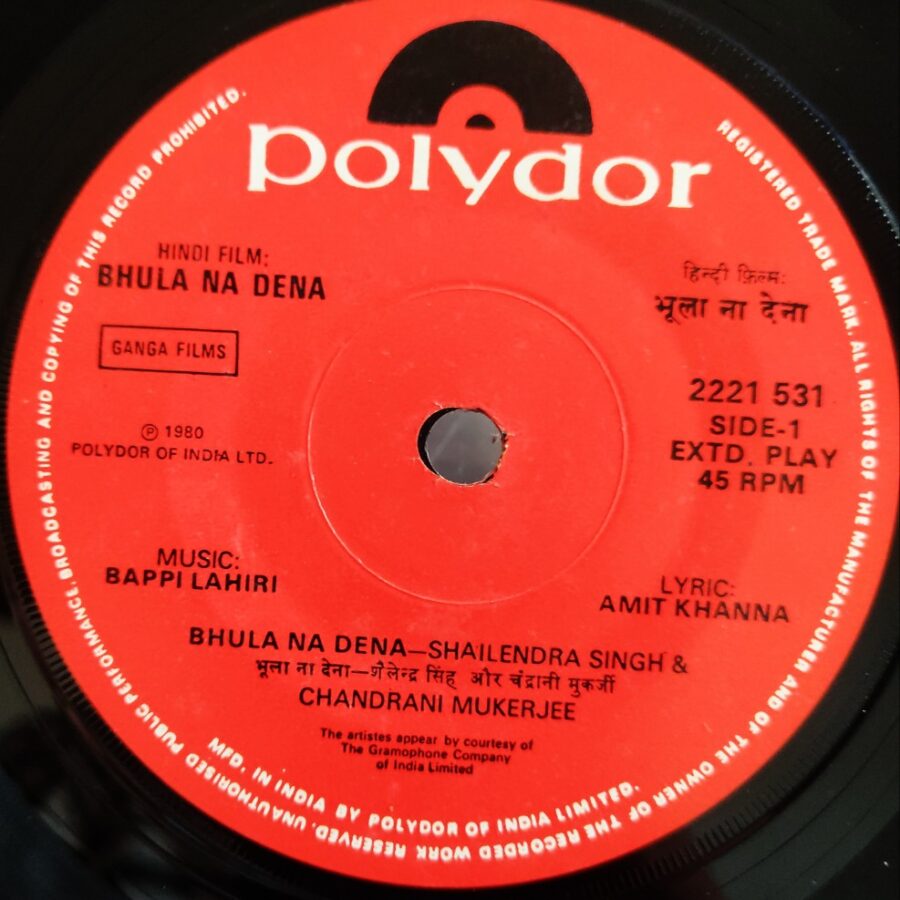 polydor
HINDI FILM:
BHULA NA DENA
हिन्दी फ़िल्म:
भूला ना देना
GANGA FILMS
2221 531
SIDE-1
EXTD. PLAY
45 RPM
Ⓟ 1980
POLYDOR OF INDIA LTD.
MUSIC:
BAPPI LAHIRI
LYRIC:
AMIT KHANNA
BHULA NA DENA—SHAILENDRA SINGH &
भूला ना देना—शैलेन्द्र सिंह और चंद्रानी मुकर्जी
CHANDRANI MUKERJEE
The artistes appear by courtesy of
The Gramophone Company
of India Limited
REGISTERED TRADE MARK. ALL RIGHTS OF THE MANUFACTURER AND OF THE OWNER OF THE RECORDED WORK RESERVED. UNAUTHORISED PUBLIC PERFORMANCE, BROADCASTING AND COPYING OF THIS RECORD PROHIBITED.
MFD. IN INDIA BY POLYDOR OF INDIA LIMITED.